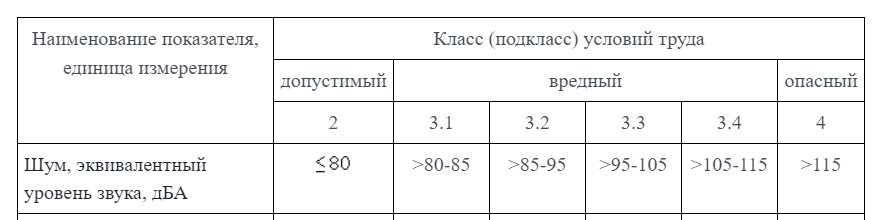 Наименование показателя,
единица измерения
Класс (подкласс) условий труда
допустимый вредный опасный
2 3.1 3.2 3.3 3.4 4
Шум, эквивалентный
уровень звука, дБА
≤80 >80-85 >85-95 >95-105 >105-115 >115